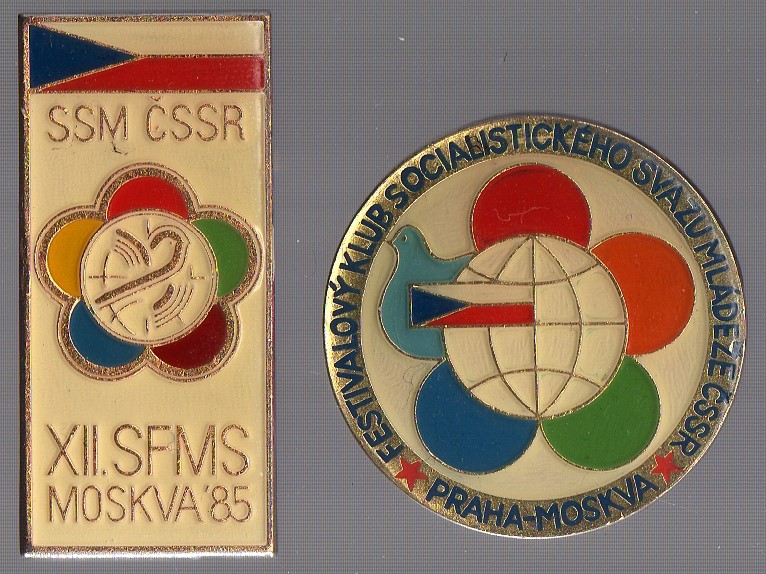 SSM ČSSR
XII. SFMS
MOSKVA '85
FESTIVALOVÝ KLUB SOCIALISTICKÉHO SVAZU MLÁDEŽE ČSSR
PRAHA-MOSKVA